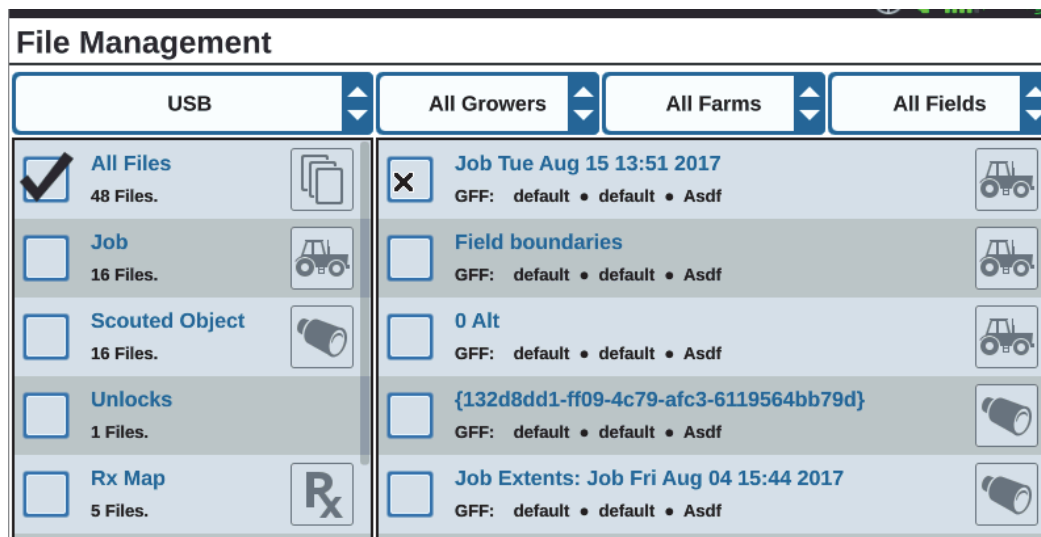 File Management
USB
All Growers
All Farms
All Fields
All Files
48 Files.
Job
16 Files.
Scouted Object
16 Files.
Unlocks
1 Files.
Rx Map
5 Files.
Rx
Job Tue Aug 15 13:51 2017
GFF: default • default • Asdf
Field boundaries
GFF: default • default • Asdf
0 Alt
GFF: default • default • Asdf
{132d8dd1-ff09-4c79-afc3-6119564bb79d}
GFF: default • default • Asdf
Job Extents: Job Fri Aug 04 15:44 2017
GFF: default • default • Asdf